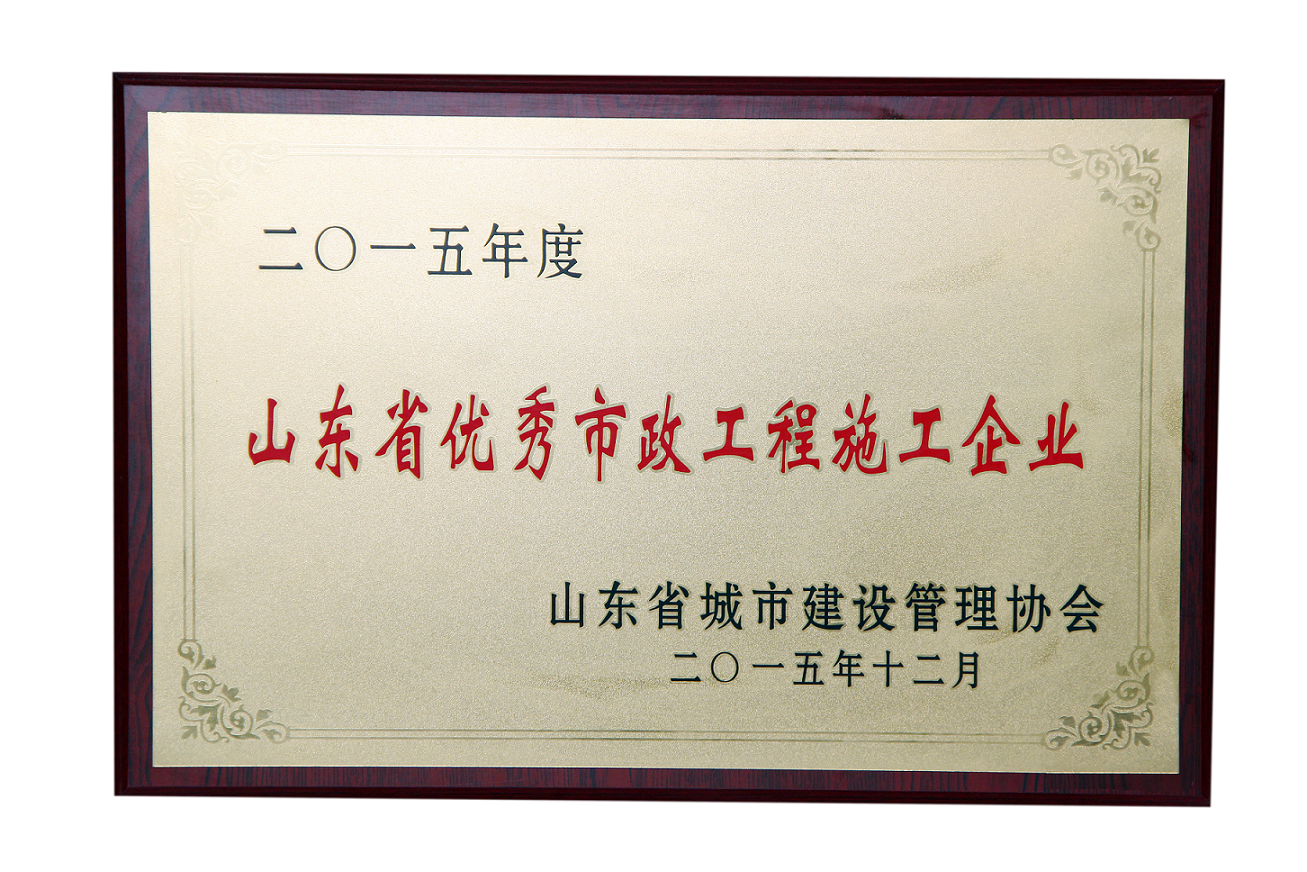 二〇一五年度
山东省优秀市政工程施工企业
山东省城市建设管理协会
二〇一五年十二月